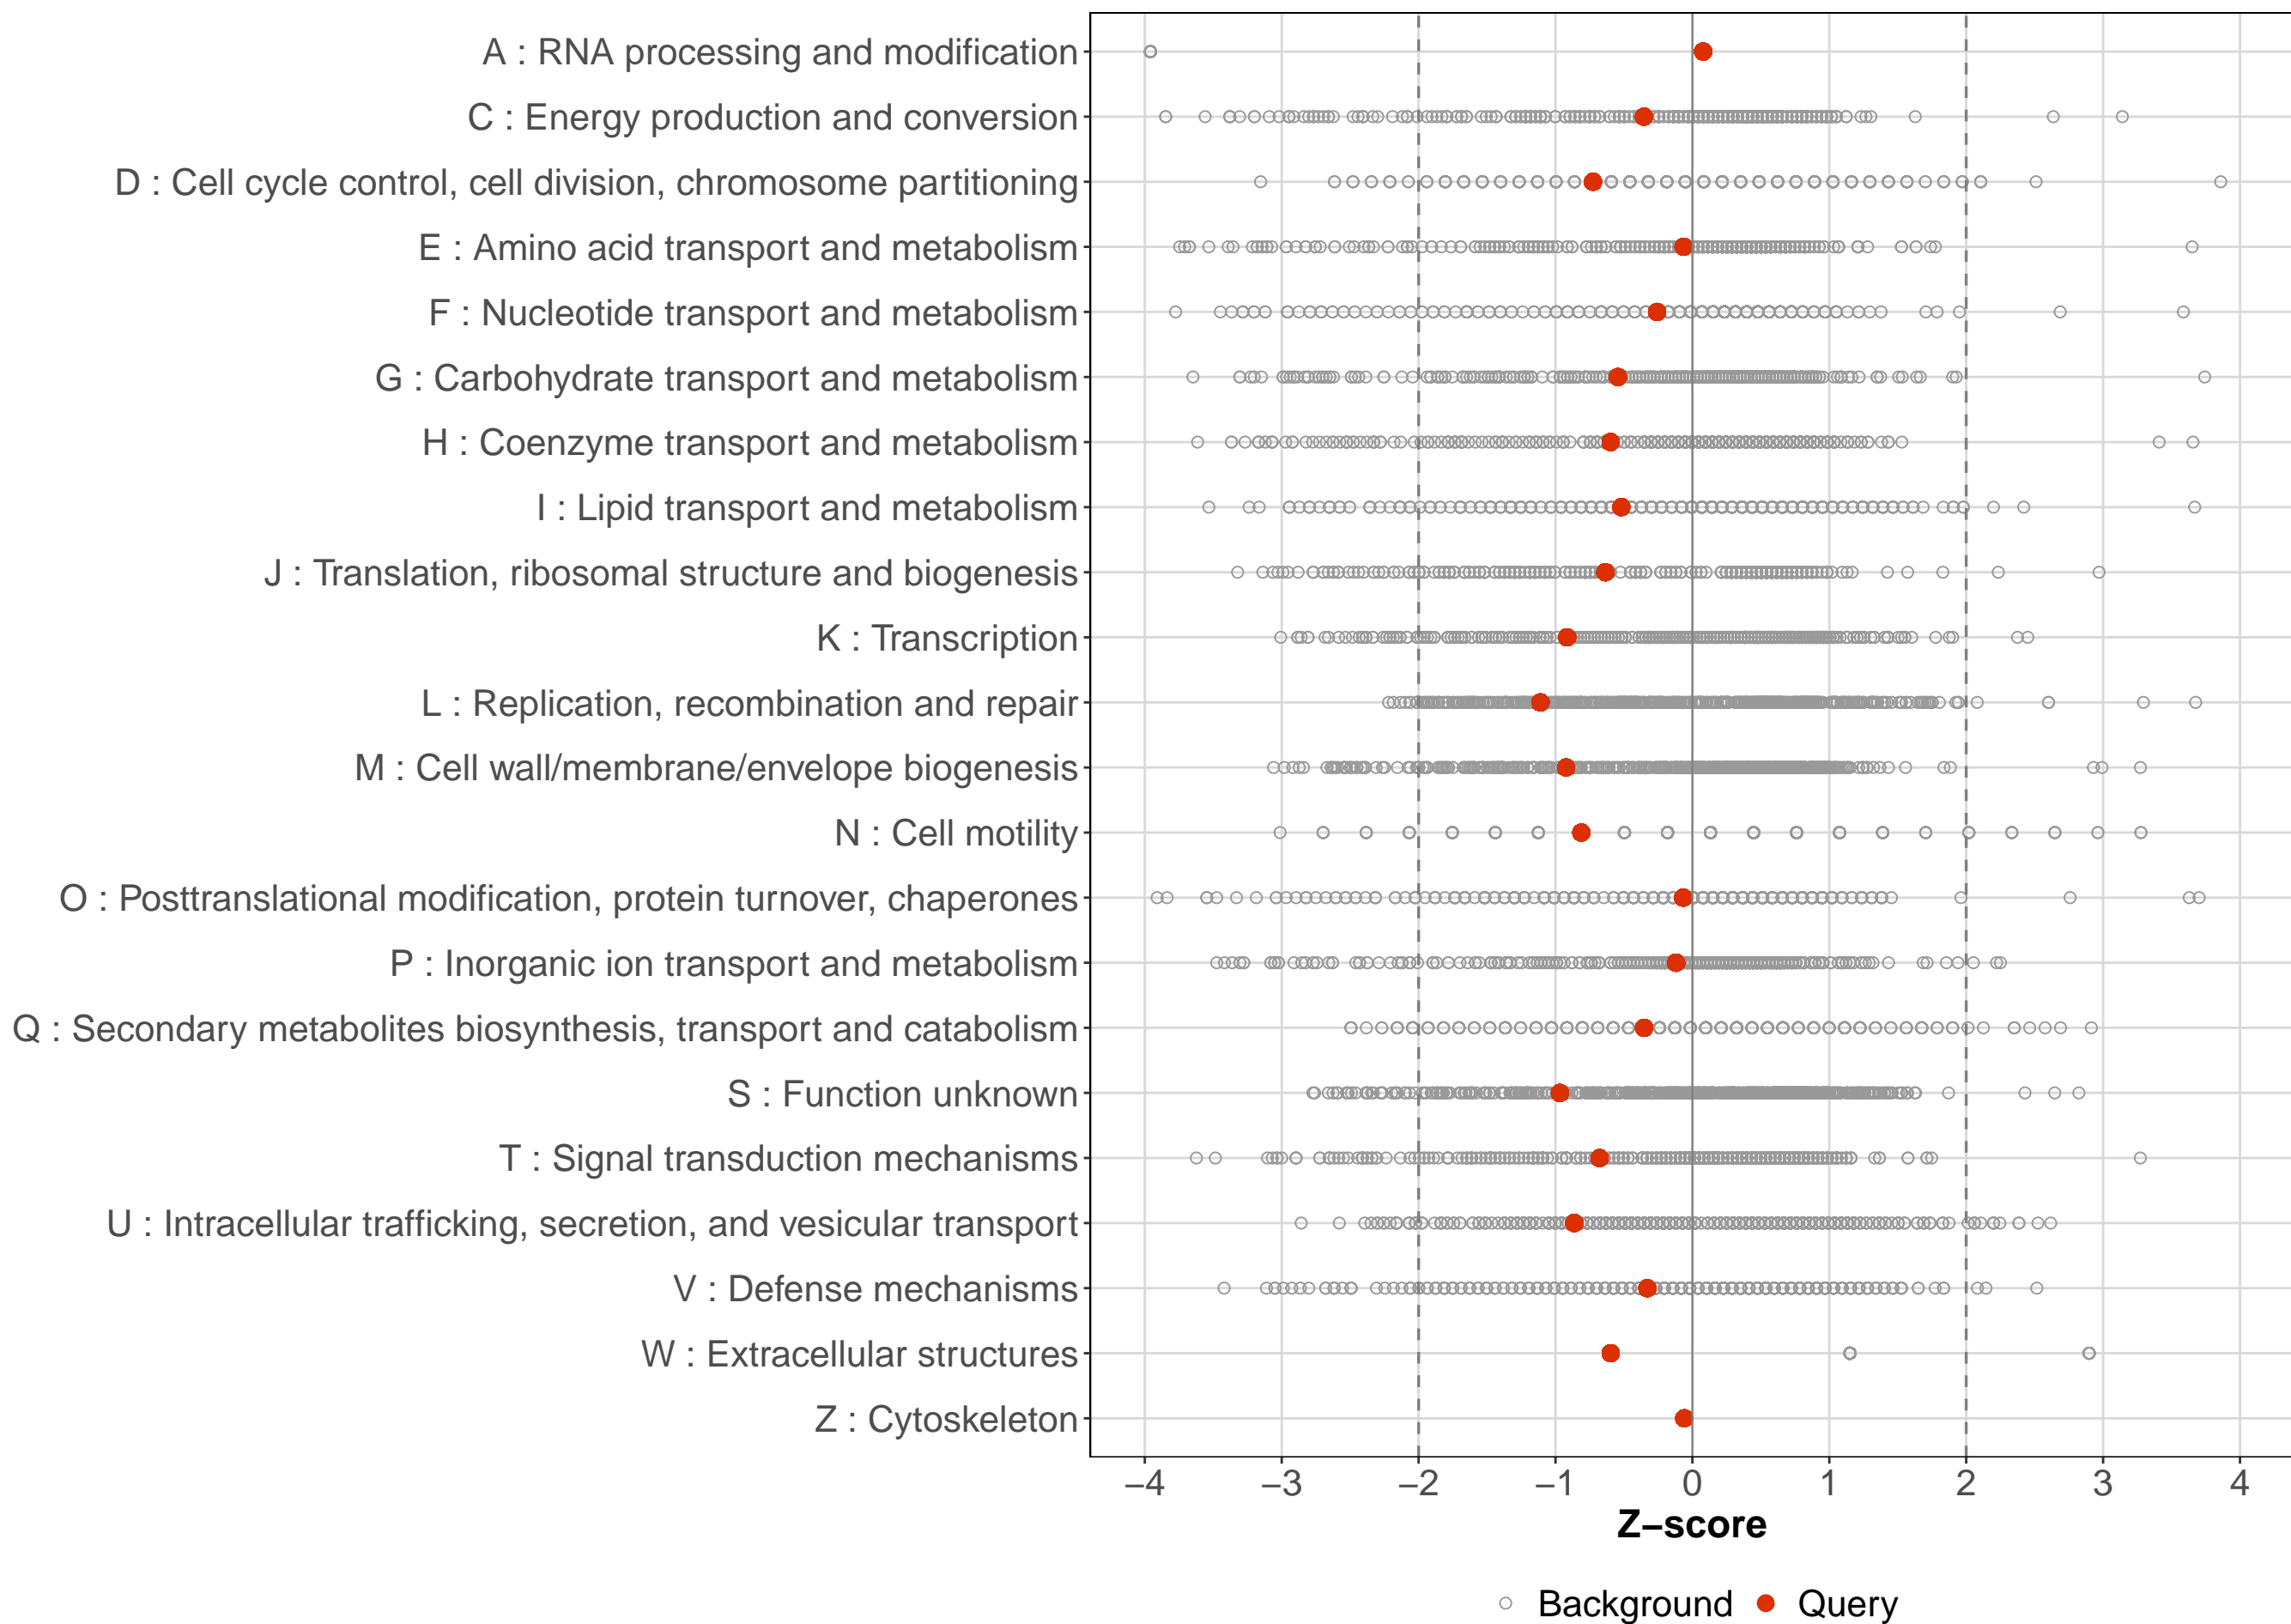 A : RNA processing and modification
C : Energy production and conversion
D : Cell cycle control, cell division, chromosome partitioning
E : Amino acid transport and metabolism
F : Nucleotide transport and metabolism
G : Carbohydrate transport and metabolism
H : Coenzyme transport and metabolism
I : Lipid transport and metabolism
J : Translation, ribosomal structure and biogenesis
K : Transcription
L : Replication, recombination and repair
M : Cell wall/membrane/envelope biogenesis
N : Cell motility
O : Posttranslational modification, protein turnover, chaperones
P : Inorganic ion transport and metabolism
Q : Secondary metabolites biosynthesis, transport and catabolism
S : Function unknown
T : Signal transduction mechanisms
U : Intracellular trafficking, secretion, and vesicular transport
V : Defense mechanisms
W : Extracellular structures
Z : Cytoskeleton
−4 −3 −2 −1 0 1 2 3 4
Z−score
Background Query